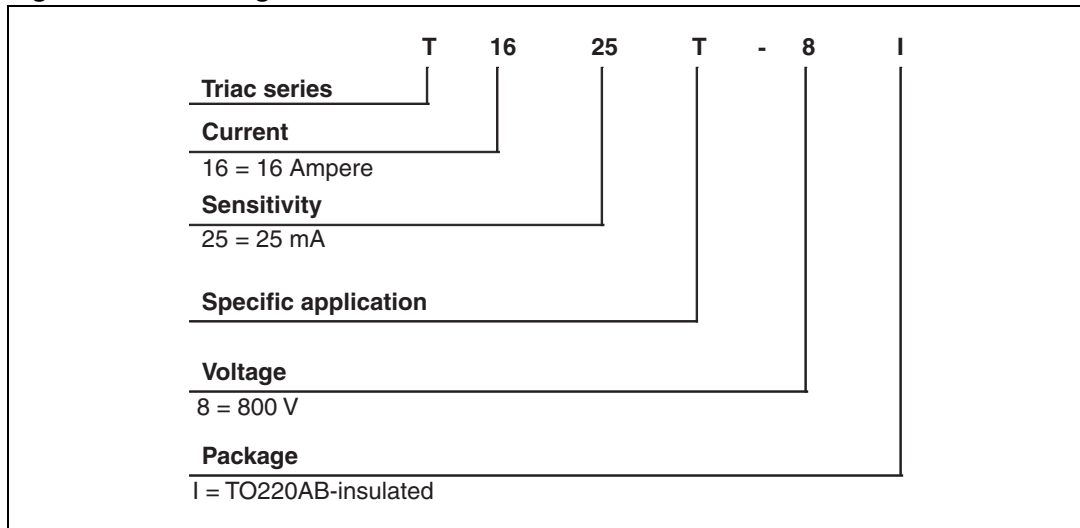 T 16 25 T - 8 I
Triac series
Current
16 = 16 Ampere
Sensitivity
25 = 25 mA
Specific application
Voltage
8 = 800 V
Package
I = TO220AB-insulated